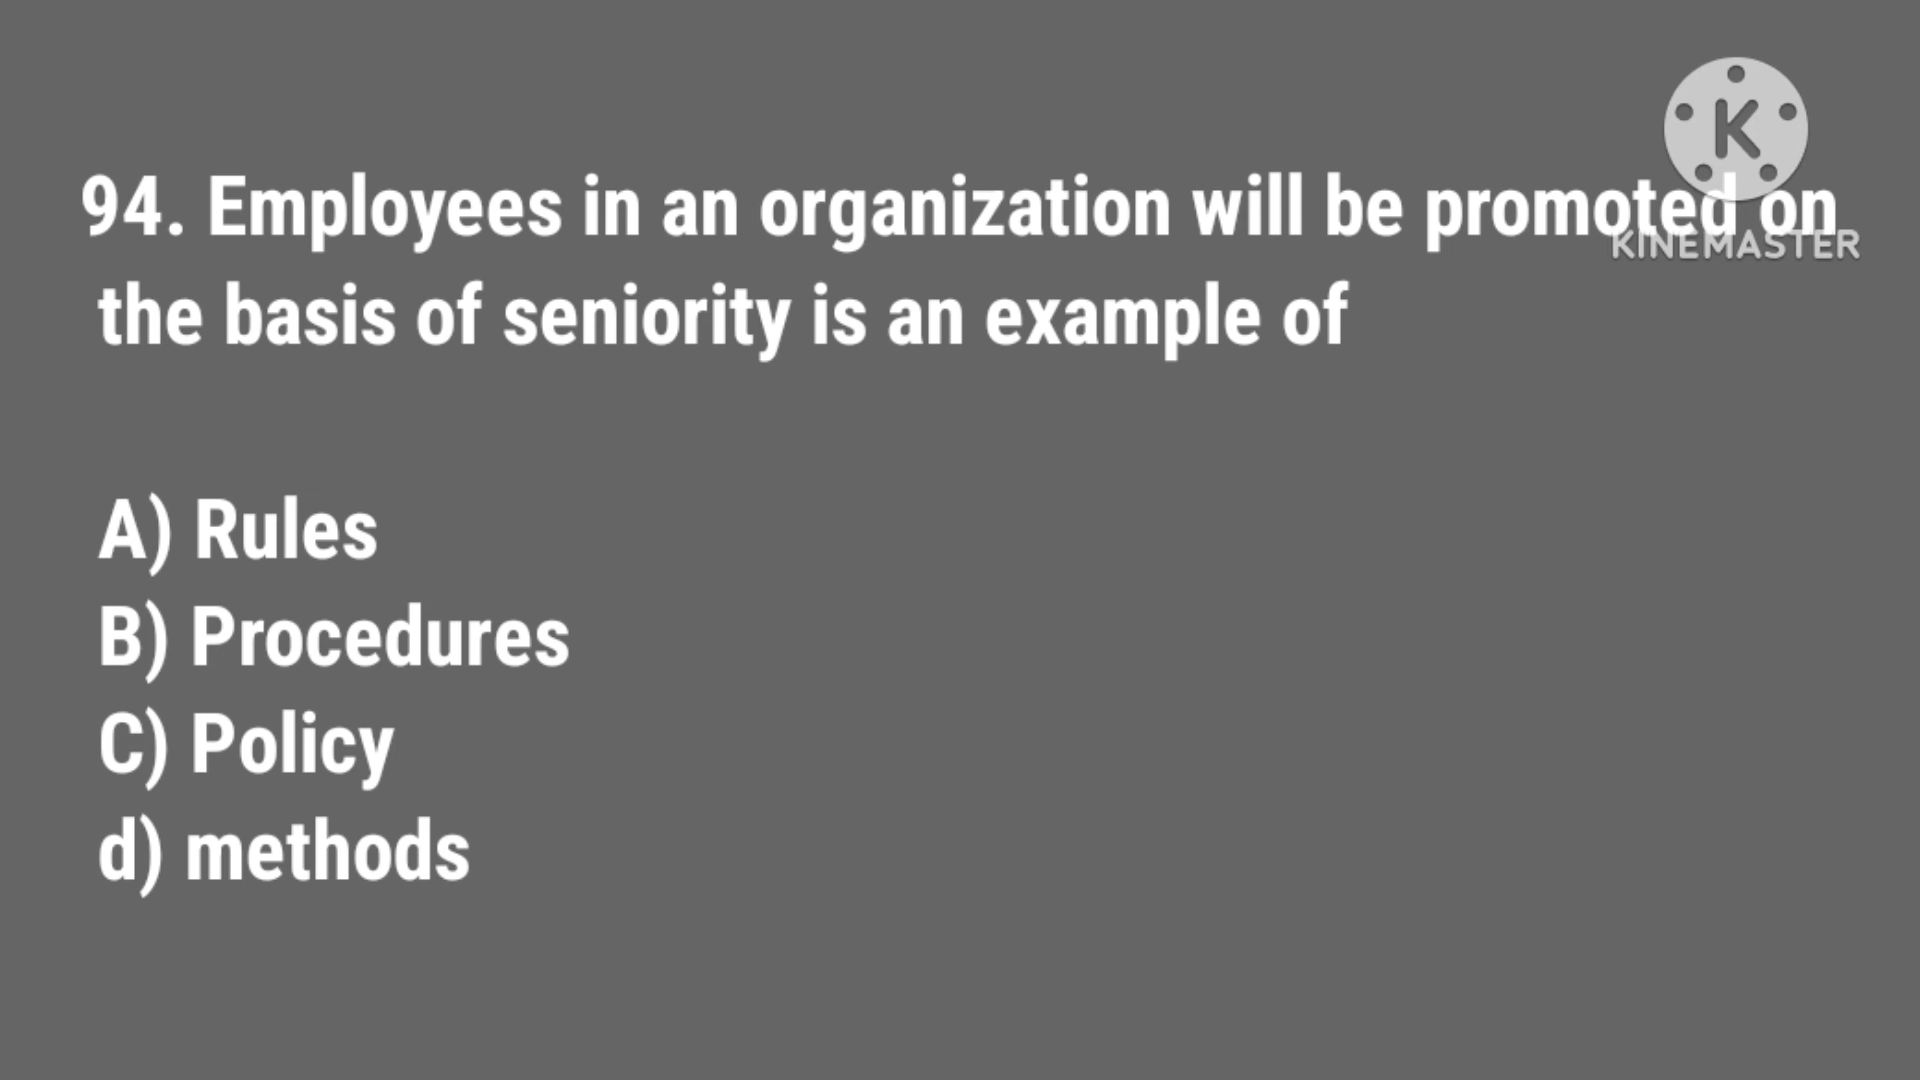 94. Employees in an organization will be promoted on
the basis of seniority is an example of
A) Rules
B) Procedures
C) Policy
d) methods
K
KINEMASTER